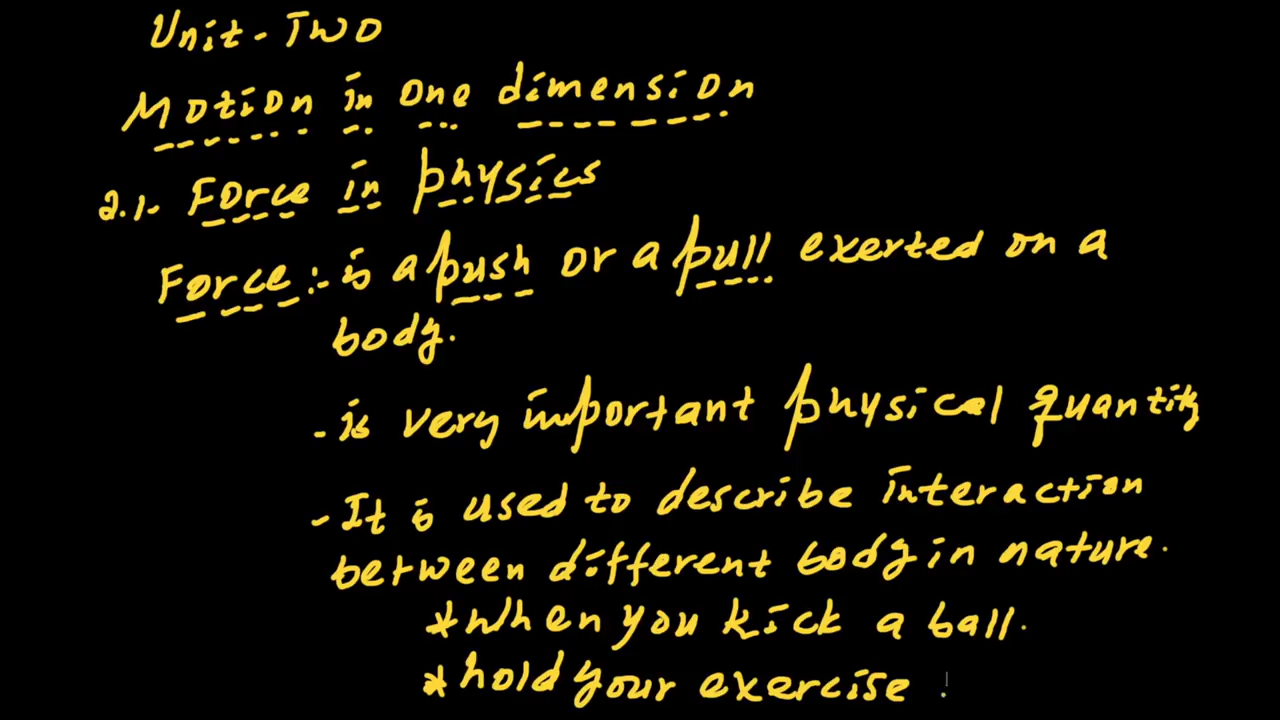 Unit-Two
Motion in one dimension
2.1- Force in physics
Force:- is a push or a pull exerted on a
body.
- is very important physical quantity
- It is used to describe interaction
between different body in nature.
*when you kick a ball.
*hold your exercise